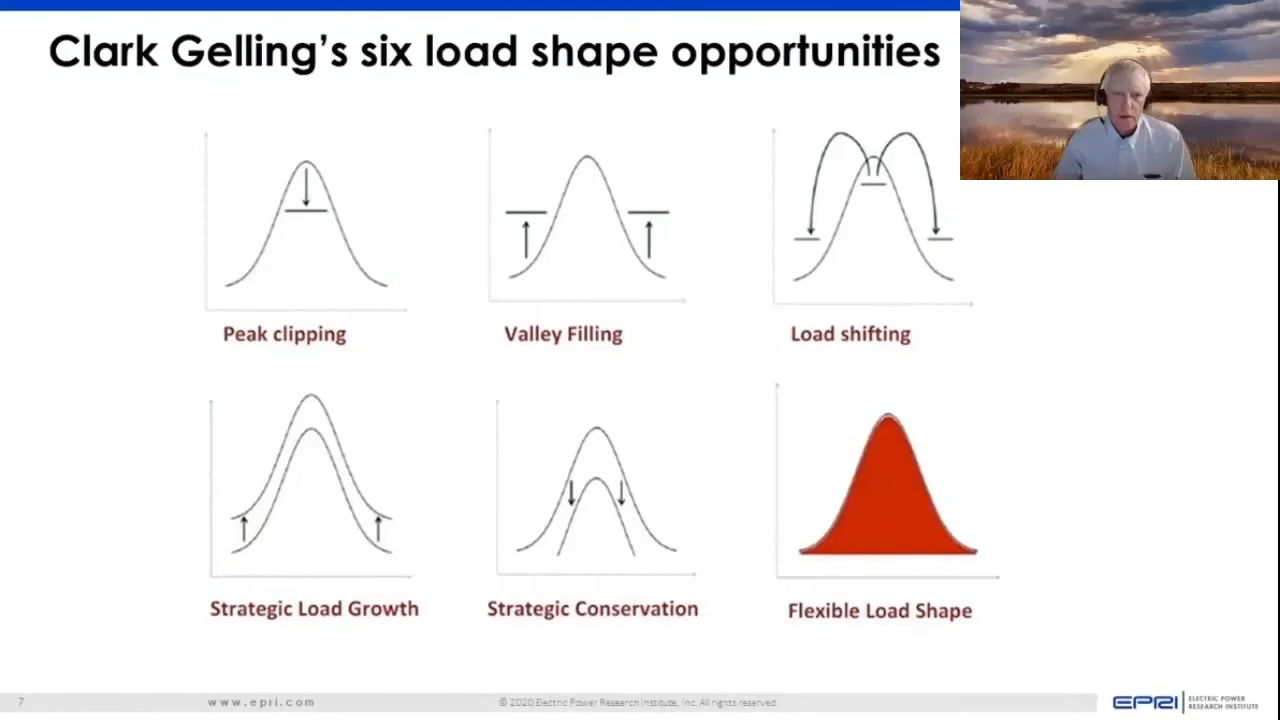 Clark Gelling's six load shape opportunities
Peak clipping
Valley Filling
Load shifting
Strategic Load Growth
Strategic Conservation
Flexible Load Shape
7
www.epri.com
© 2020 Electric Power Research Institute, Inc. All rights reserved.
EPRI
ELECTRIC POWER
RESEARCH INSTITUTE